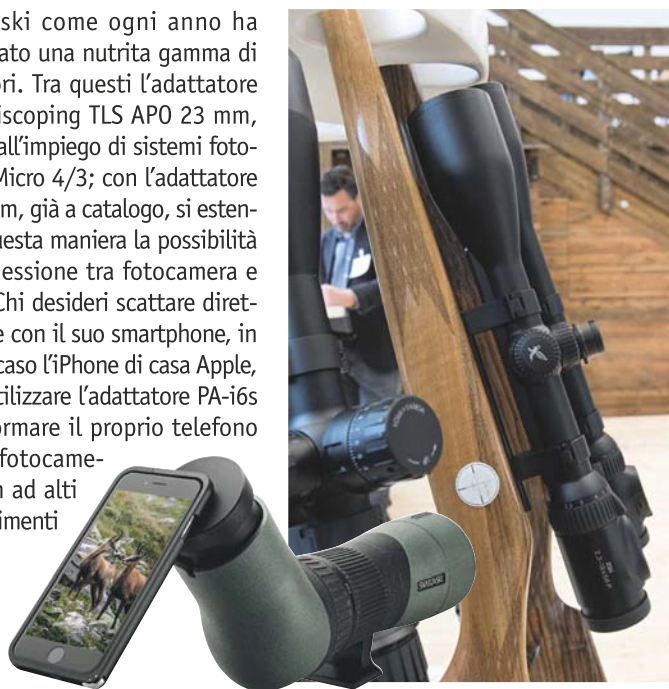 ski come ogni anno ha
ato una nutrita gamma di
ori. Tra questi l'adattatore
iscoping TLS APO 23 mm,
all'impiego di sistemi foto-
Micro 4/3; con l'adattatore
m, già a catalogo, si esten-
uesta maniera la possibilità
nessione tra fotocamera e
Chi desideri scattare diret-
e con il suo smartphone, in
caso l'iPhone di casa Apple,
tilizzare l'adattatore PA-i6s
ormare il proprio telefono
fotocame-
n ad alti
imenti
SWAROVSKI